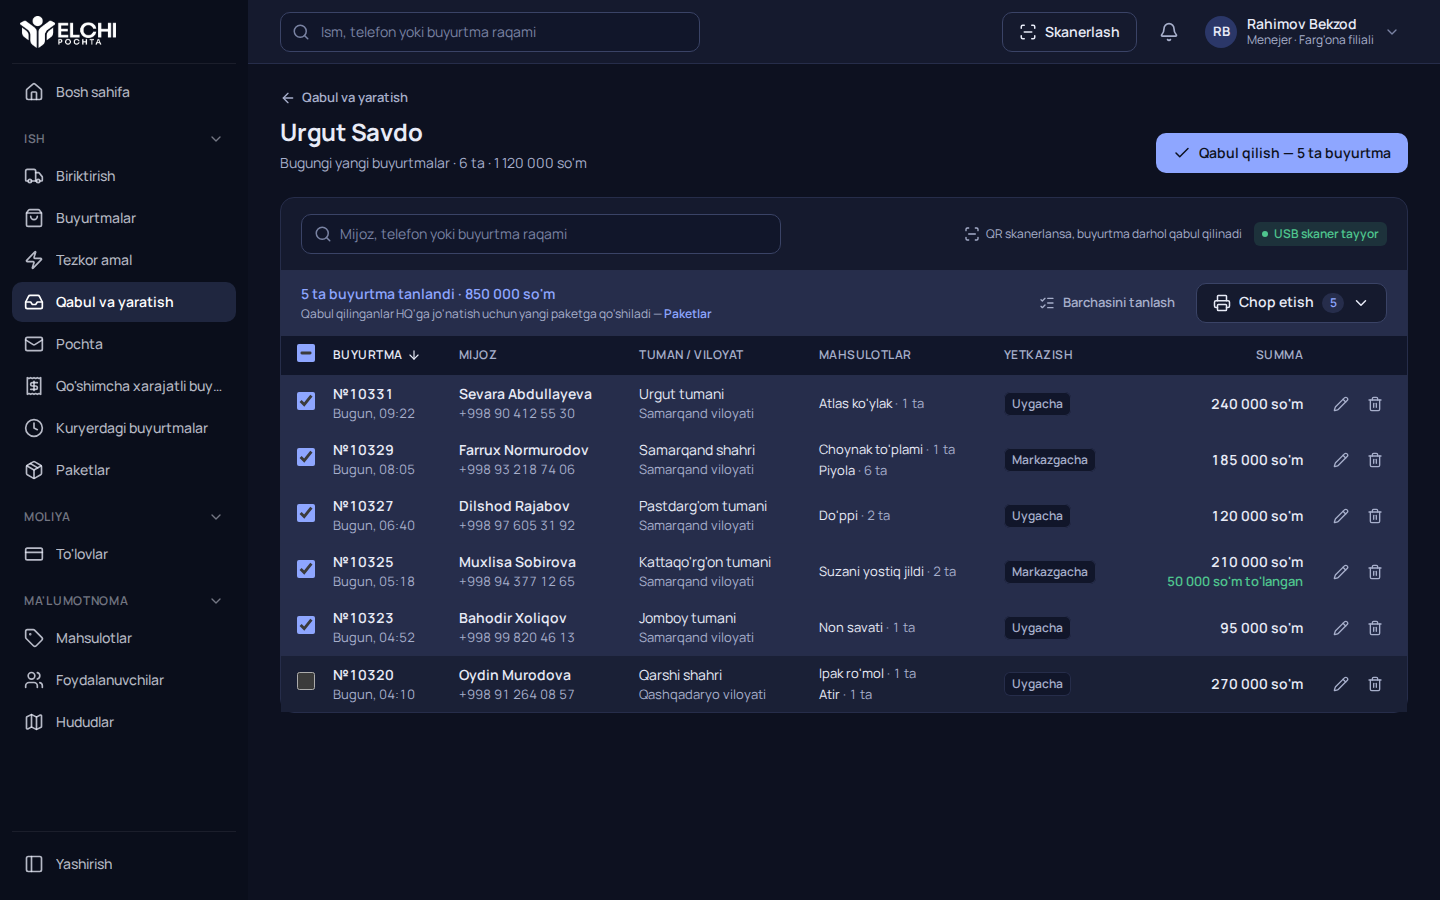 ELCHI
POCHTA
Ism, telefon yoki buyurtma raqami
Skanerlash
RB
Rahimov Bekzod
Menejer · Farg'ona filiali
Bosh sahifa
ISH
Biriktirish
Buyurtmalar
Tezkor amal
Qabul va yaratish
Pochta
Qo'shimcha xarajatli buy...
Kuryerdagi buyurtmalar
Paketlar
MOLIYA
To'lovlar
MA'LUMOTNOMA
Mahsulotlar
Foydalanuvchilar
Hududlar
Yashirish
Qabul va yaratish
Urgut Savdo
Bugungi yangi buyurtmalar · 6 ta · 1 120 000 so'm
Qabul qilish — 5 ta buyurtma
Mijoz, telefon yoki buyurtma raqami
QR skanerlansa, buyurtma darhol qabul qilinadi
USB skaner tayyor
5 ta buyurtma tanlandi · 850 000 so'm
Qabul qilinganlar HQ'ga jo'natish uchun yangi paketga qo'shiladi — Paketlar
Barchasini tanlash
Chop etish 5
BUYURTMA MIJOZ TUMAN / VILOYAT MAHSULOTLAR YETKAZISH SUMMA
№10331 Sevara Abdullayeva Urgut tumani Atlas ko'ylak · 1 ta Uygacha 240 000 so'm
Bugun, 09:22 +998 90 412 55 30 Samarqand viloyati
№10329 Farrux Normurodov Samarqand shahri Choynak to'plami · 1 ta Markazgacha 185 000 so'm
Bugun, 08:05 +998 93 218 74 06 Samarqand viloyati Piyola · 6 ta
№10327 Dilshod Rajabov Pastdarg'om tumani Do'ppi · 2 ta Uygacha 120 000 so'm
Bugun, 06:40 +998 97 605 31 92 Samarqand viloyati
№10325 Muxlisa Sobirova Kattaqo'rg'on tumani Suzani yostiq jildi · 2 ta Markazgacha 210 000 so'm
Bugun, 05:18 +998 94 377 12 65 Samarqand viloyati 50 000 so'm to'langan
№10323 Bahodir Xoliqov Jomboy tumani Non savati · 1 ta Uygacha 95 000 so'm
Bugun, 04:52 +998 99 820 46 13 Samarqand viloyati
№10320 Oydin Murodova Qarshi shahri Ipak ro'mol · 1 ta Uygacha 270 000 so'm
Bugun, 04:10 +998 91 264 08 57 Qashqadaryo viloyati Atir · 1 ta